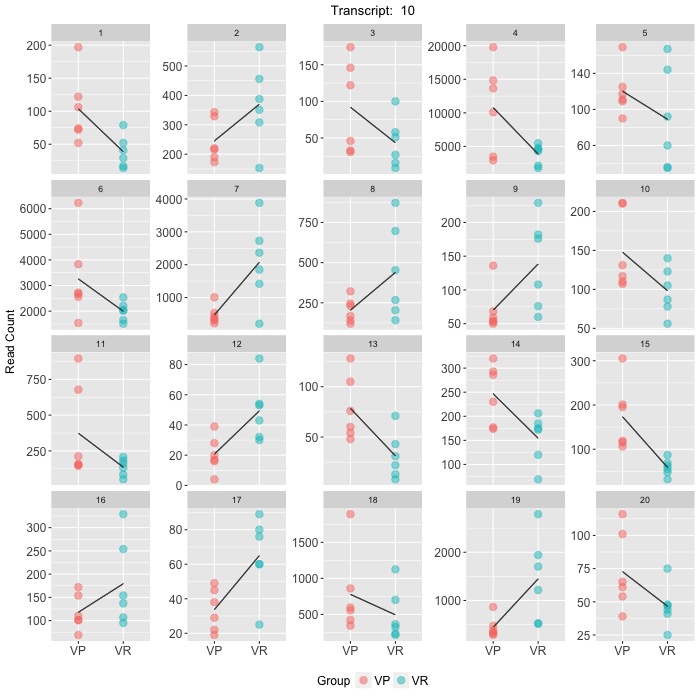 Transcript: 10
1 2 3 4 5
200 150 100 50
500 400 300 200
150 100 50
20000 15000 10000 5000
140 100 60
6 7 8 9 10
6000 5000 4000 3000 2000
4000 3000 2000 1000
750 500 250
200 150 100 50
200 150 100 50
Read Count
11 12 13 14 15
750 500 250
80 60 40 20 0
100 50
300 250 200 150 100
300 200 100
16 17 18 19 20
300 250 200 150 100
80 60 40 20
1500 1000 500
2000 1000
100 75 50 25
VP VR VP VR VP VR VP VR VP VR
Group VP VR